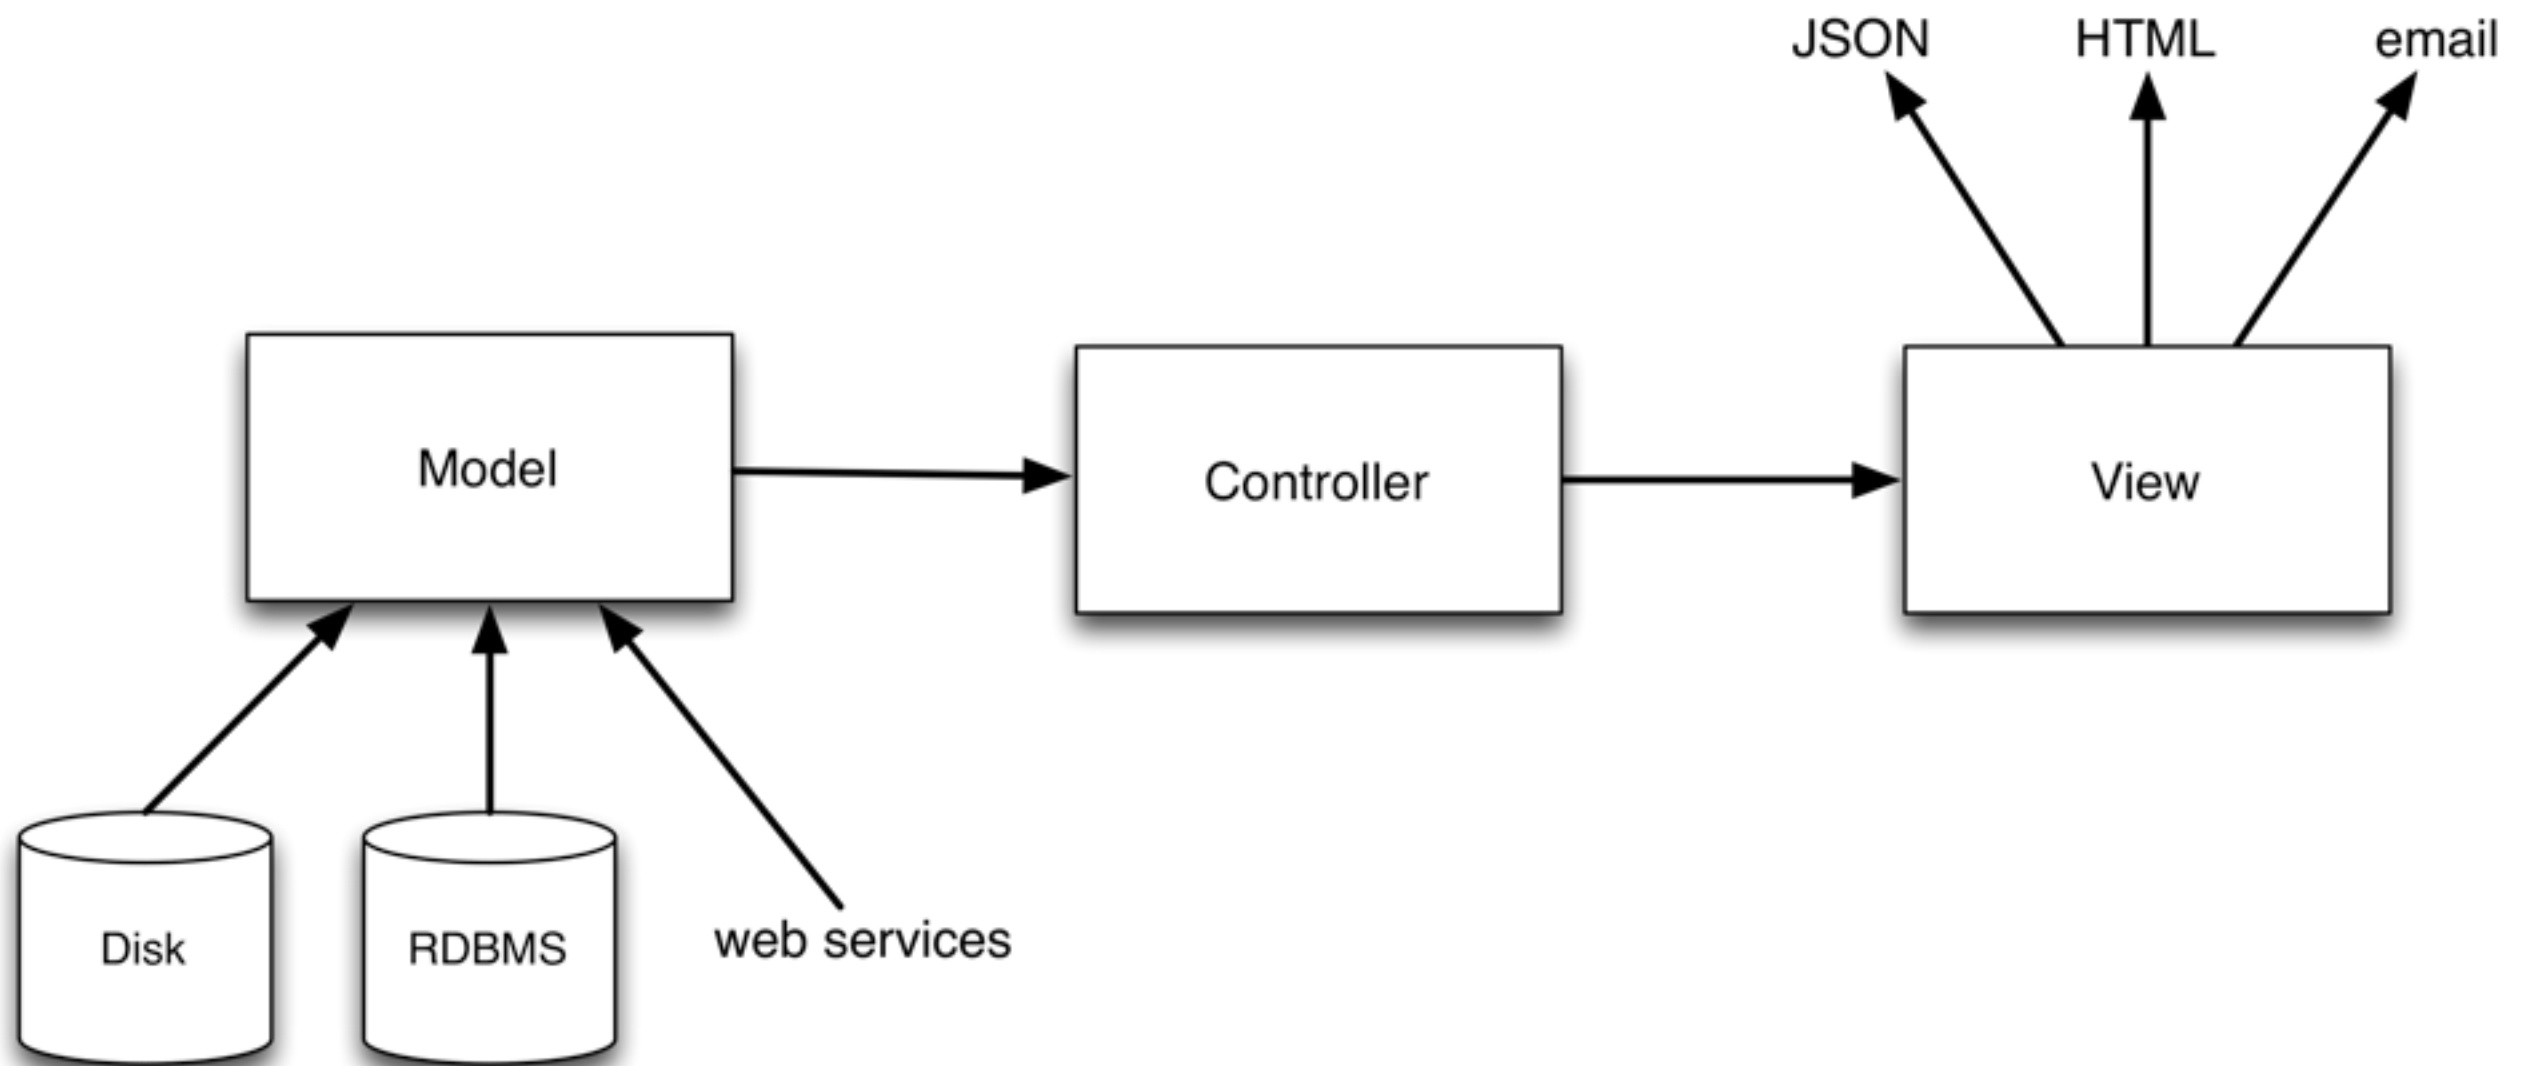 JSON
HTML
email
Model
Controller
View
Disk
RDBMS
web services